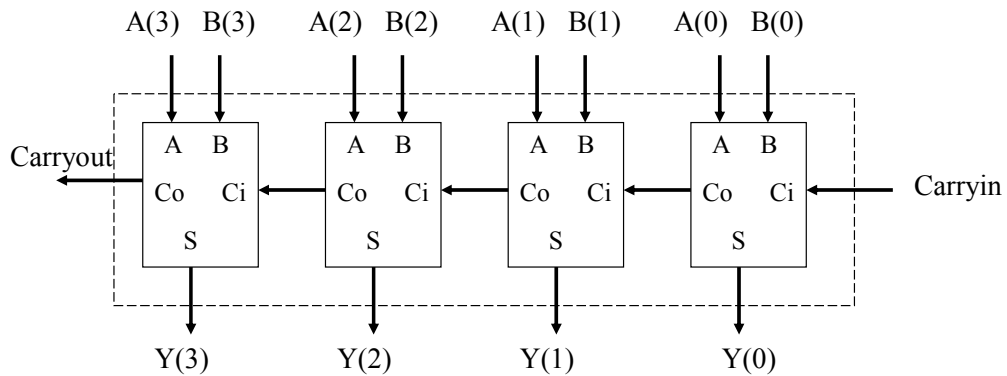 A(3) B(3) A(2) B(2) A(1) B(1) A(0) B(0)
A B A B A B A B
Carryout
Co Ci Co Ci Co Ci Co Ci Carryin
S S S S
Y(3) Y(2) Y(1) Y(0)